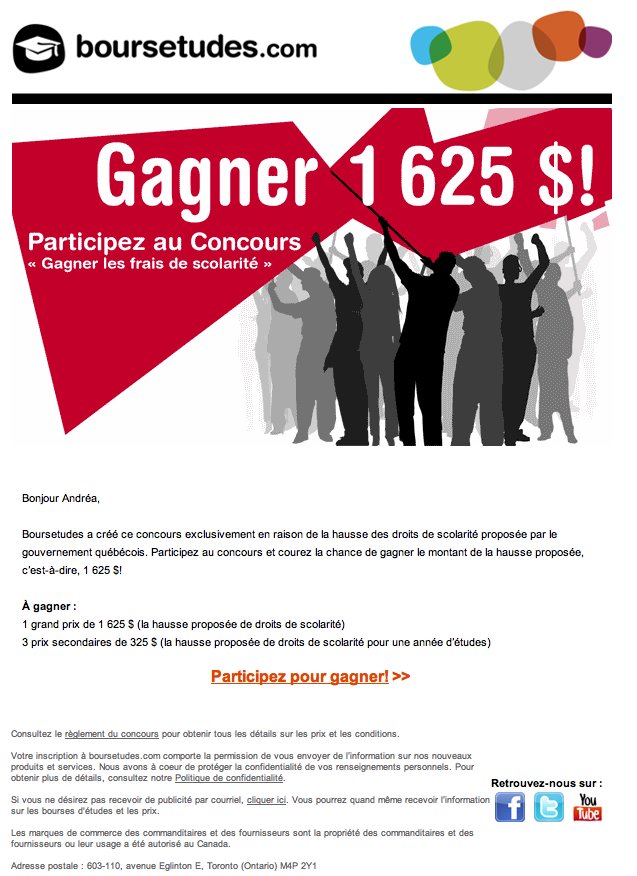 boursetudes.com
Gagner 1 625 $!
Participez au Concours
« Gagner les frais de scolarité »
Bonjour Andréa,
Boursetudes a créé ce concours exclusivement en raison de la hausse des droits de scolarité proposée par le
gouvernement québécois. Participez au concours et courez la chance de gagner le montant de la hausse proposée,
c'est-à-dire, 1 625 $!
À gagner :
1 grand prix de 1 625 $ (la hausse proposée de droits de scolarité)
3 prix secondaires de 325 $ (la hausse proposée de droits de scolarité pour une année d'études)
Participez pour gagner! >>
Consultez le règlement du concours pour obtenir tous les détails sur les prix et les conditions.
Votre inscription à boursetudes.com comporte la permission de vous envoyer de l'information sur nos nouveaux
produits et services. Nous avons à coeur de protéger la confidentialité de vos renseignements personnels. Pour
obtenir plus de détails, consultez notre Politique de confidentialité.
Si vous ne désirez pas recevoir de publicité par courriel, cliquer ici. Vous pourrez quand même recevoir l'information
sur les bourses d'études et les prix.
Les marques de commerce des commanditaires et des fournisseurs sont la propriété des commanditaires et des
fournisseurs ou leur usage a été autorisé au Canada.
Adresse postale : 603-110, avenue Eglinton E, Toronto (Ontario) M4P 2Y1
Retrouvez-nous sur :
f t You
Tube